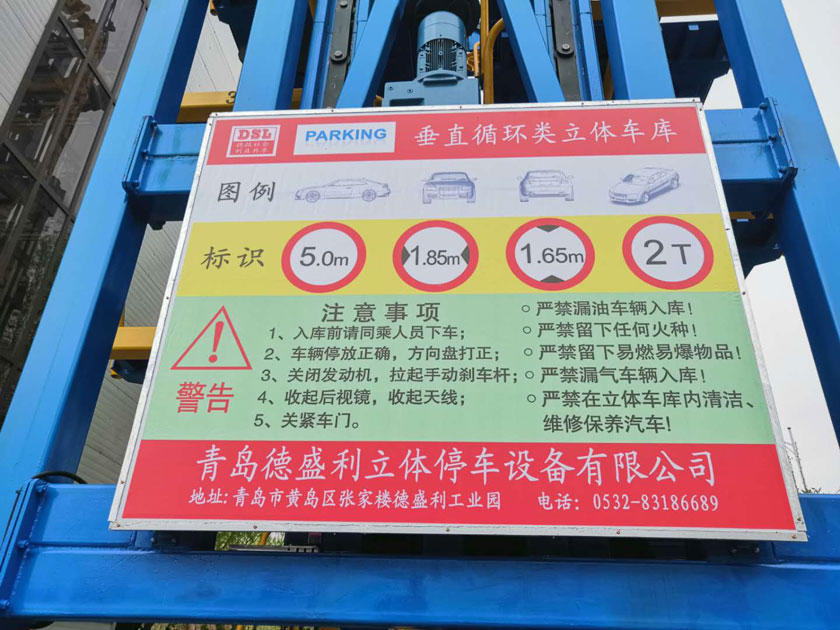 DSL
PARKING
垂直循环类立体车库
图例
标识
5.0m
1.85m
1.65m
2T
注意事项
1、入库前请同乘人员下车；
2、车辆停放正确，方向盘打正；
3、关闭发动机，拉起手动刹车杆；
4、收起后视镜，收起天线；
5、关紧车门。
警告
○ 严禁漏油车辆入库！
○ 严禁留下任何火种！
○ 严禁留下易燃易爆物品！
○ 严禁漏气车辆入库！
○ 严禁在立体车库内清洁、
维修保养汽车！
青岛德盛利立体停车设备有限公司
地址：青岛市黄岛区张家楼德盛利工业园 电话：0532-83186689